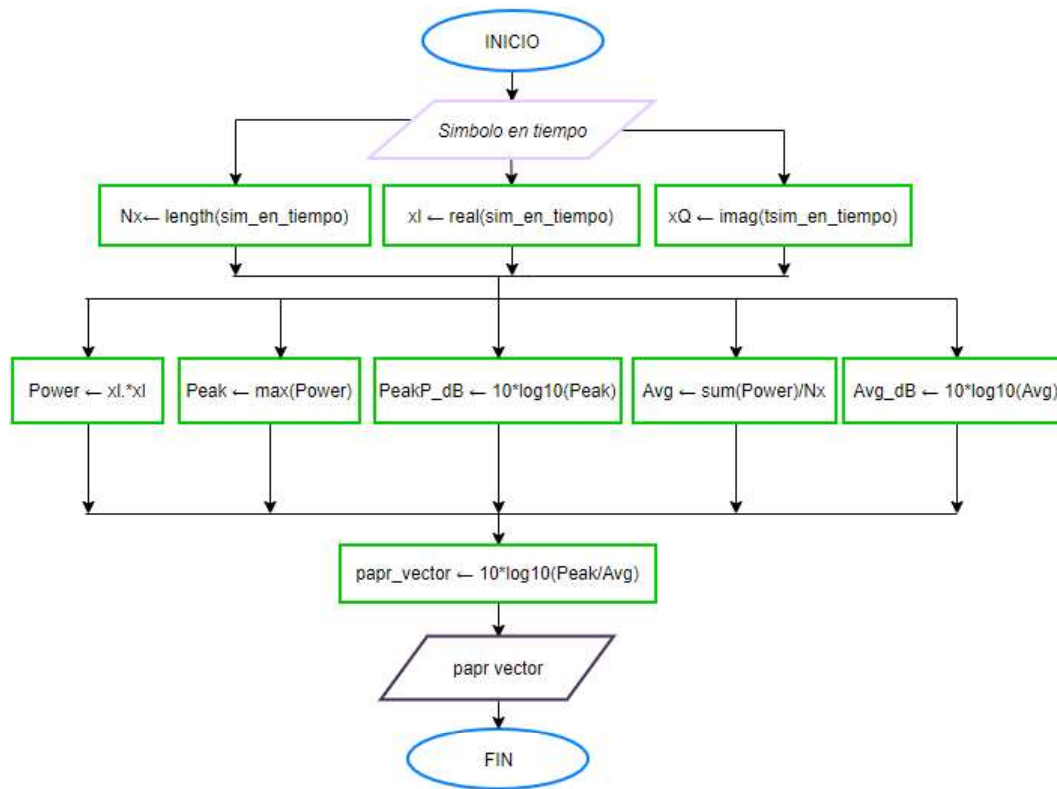 INICIO
Simbolo en tiempo
Nx← length(sim_en_tiempo)
xI ← real(sim_en_tiempo)
xQ ← imag(tsim_en_tiempo)
Power ← xI.*xI
Peak ← max(Power)
PeakP_dB ← 10*log10(Peak)
Avg ← sum(Power)/Nx
Avg_dB ← 10*log10(Avg)
papr_vector ← 10*log10(Peak/Avg)
papr vector
FIN